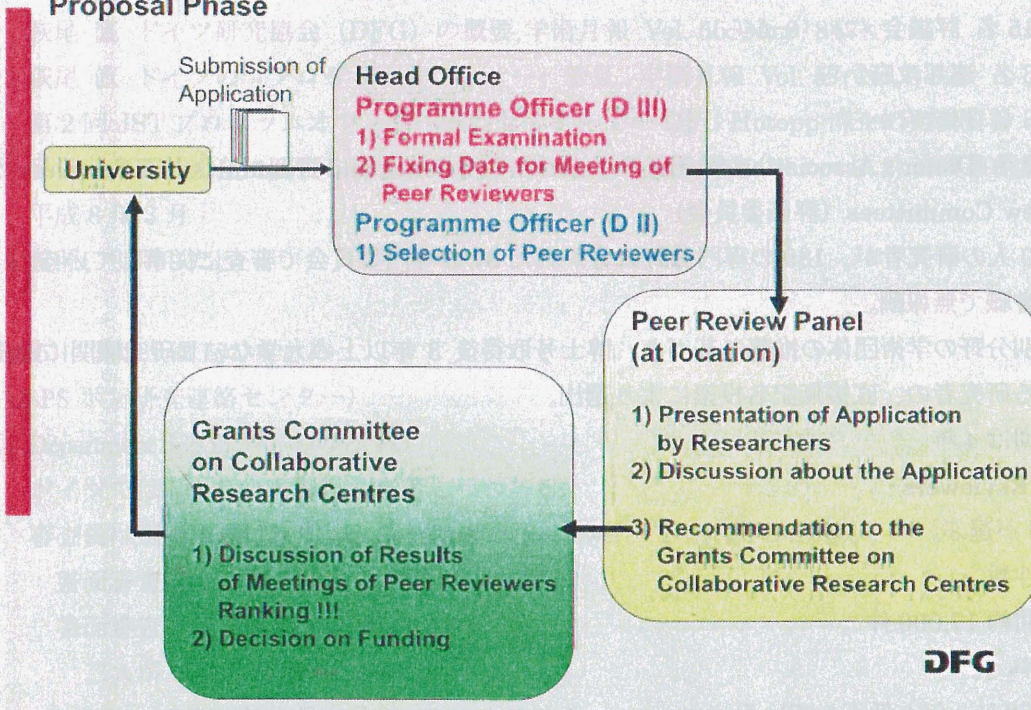 Proposal Phase
Submission of
Application
University
Head Office
Programme Officer (D III)
1) Formal Examination
2) Fixing Date for Meeting of
Peer Reviewers
Programme Officer (D II)
1) Selection of Peer Reviewers
Peer Review Panel
(at location)
1) Presentation of Application
by Researchers
2) Discussion about the Application
3) Recommendation to the
Grants Committee on
Collaborative Research Centres
Grants Committee
on Collaborative
Research Centres
1) Discussion of Results
of Meetings of Peer Reviewers
Ranking !!!
2) Decision on Funding
DFG